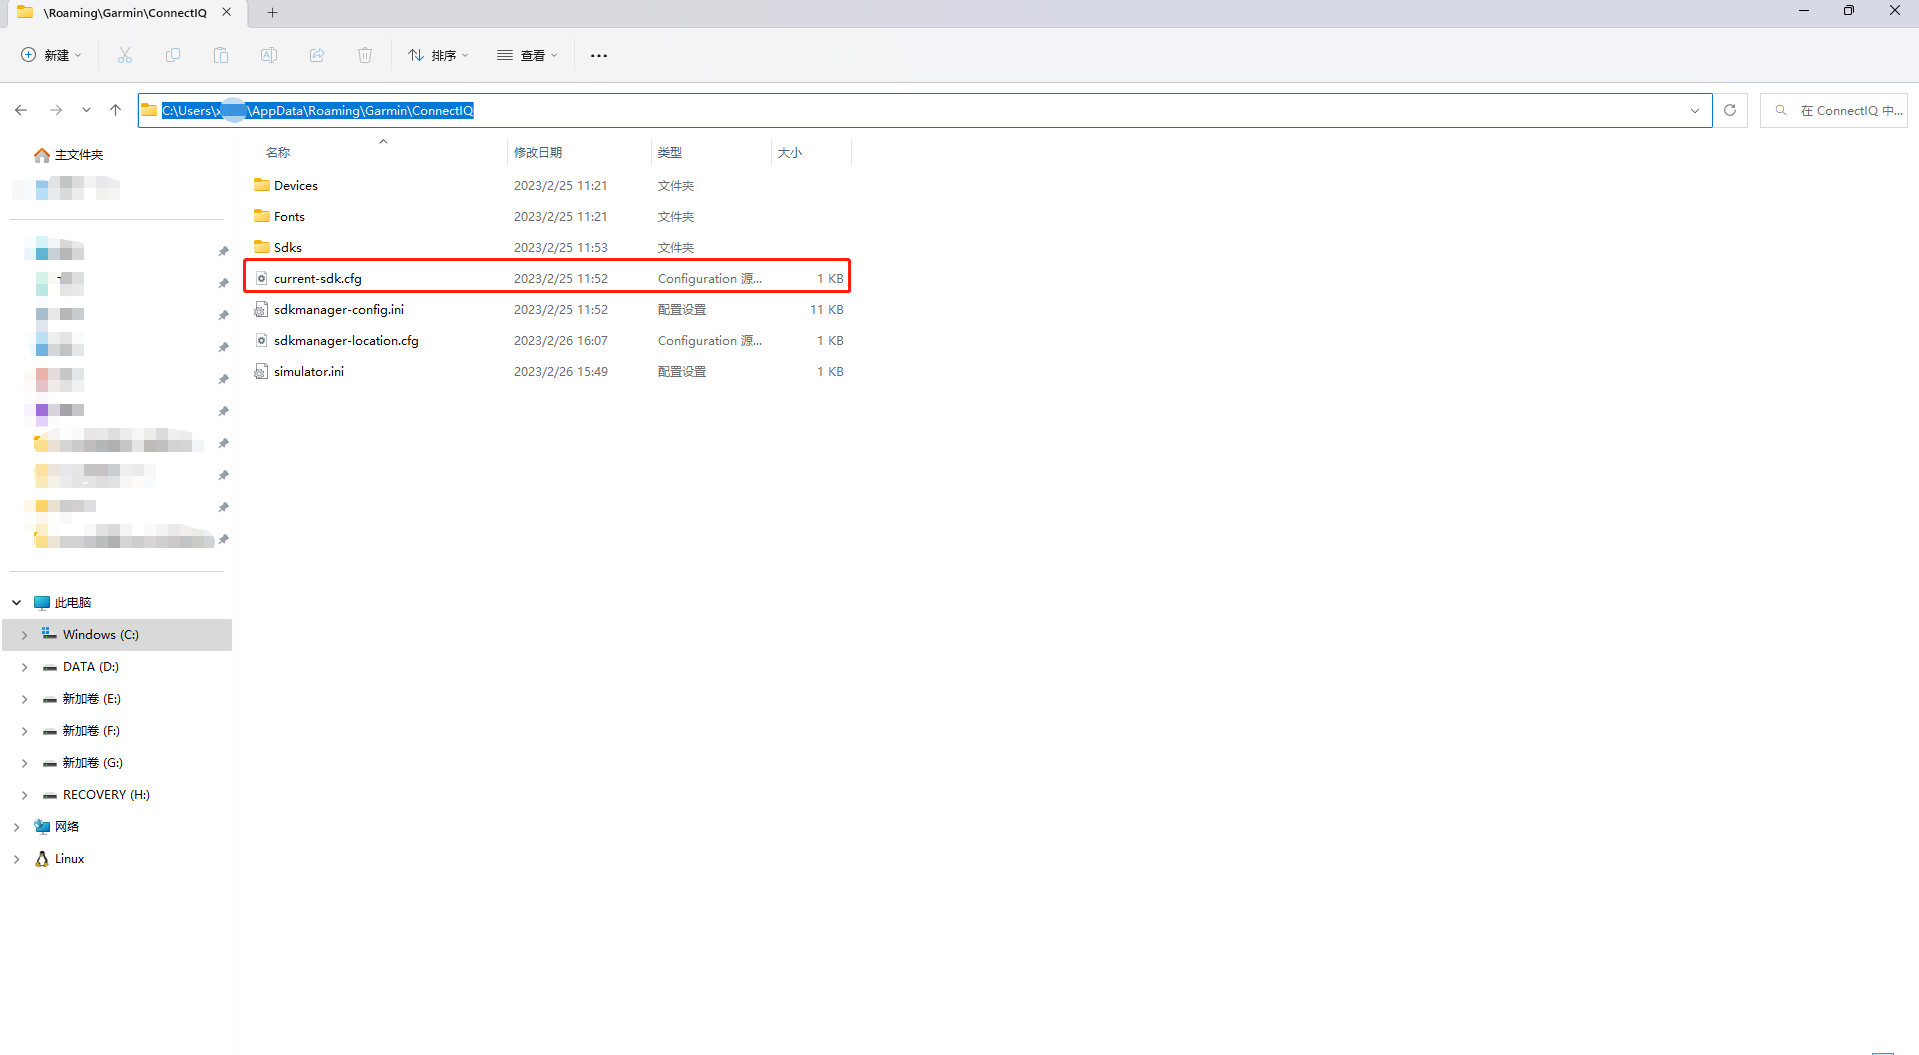 \Roaming\Garmin\ConnectIQ
新建
排序
查看
C:\Users\x \AppData\Roaming\Garmin\ConnectIQ
在 ConnectIQ 中...
主文件夹
名称 修改日期 类型 大小
Devices 2023/2/25 11:21 文件夹
Fonts 2023/2/25 11:21 文件夹
Sdks 2023/2/25 11:53 文件夹
current-sdk.cfg 2023/2/25 11:52 Configuration 源... 1 KB
sdkmanager-config.ini 2023/2/25 11:52 配置设置 11 KB
sdkmanager-location.cfg 2023/2/26 16:07 Configuration 源... 1 KB
simulator.ini 2023/2/26 15:49 配置设置 1 KB
此电脑
Windows (C:)
DATA (D:)
新加卷 (E:)
新加卷 (F:)
新加卷 (G:)
RECOVERY (H:)
网络
Linux